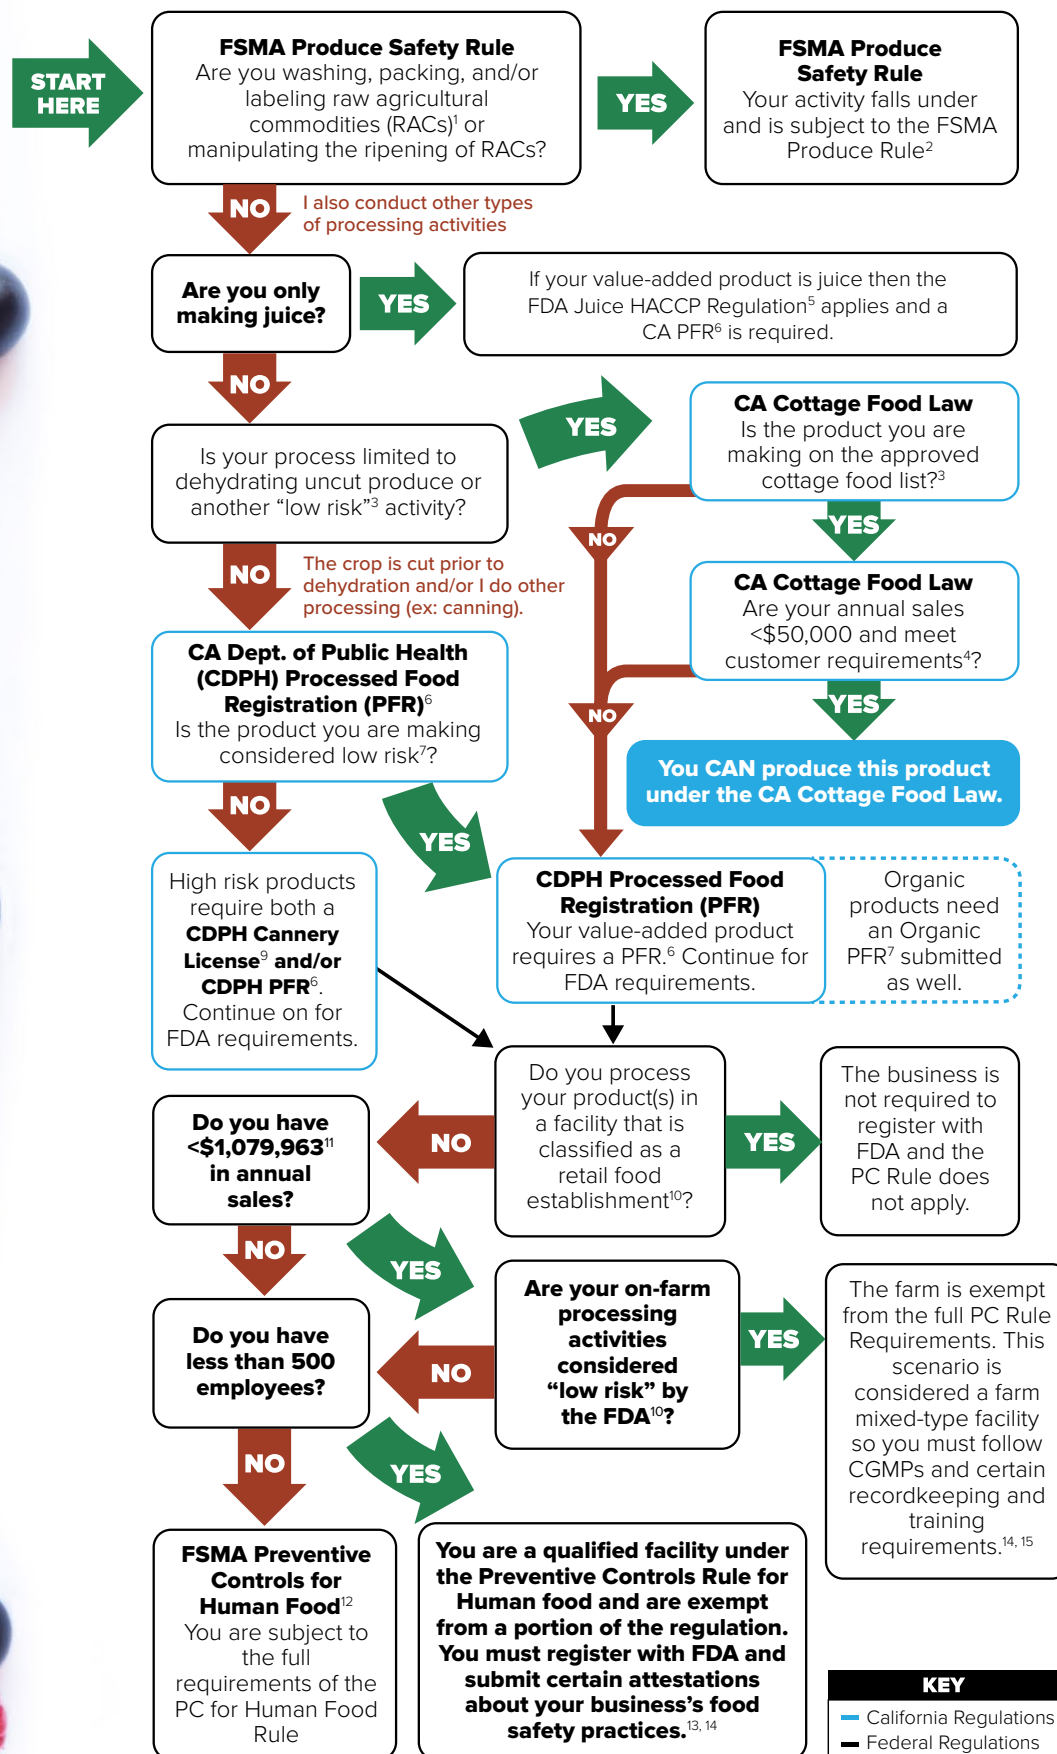 START
HERE
FSMA Produce Safety Rule
Are you washing, packing, and/or
labeling raw agricultural
commodities (RACs)¹ or
manipulating the ripening of RACs?
YES
FSMA Produce
Safety Rule
Your activity falls under
and is subject to the FSMA
Produce Rule²
NO
I also conduct other types
of processing activities
Are you only
making juice?
YES
If your value-added product is juice then the
FDA Juice HACCP Regulation⁵ applies and a
CA PFR⁶ is required.
NO
Is your process limited to
dehydrating uncut produce or
another “low risk”³ activity?
YES
CA Cottage Food Law
Is the product you are
making on the approved
cottage food list?³
NO
YES
NO
The crop is cut prior to
dehydration and/or I do other
processing (ex: canning).
CA Cottage Food Law
Are your annual sales
<$50,000 and meet
customer requirements⁴?
NO
YES
You CAN produce this product
under the CA Cottage Food Law.
CA Dept. of Public Health
(CDPH) Processed Food
Registration (PFR)⁶
Is the product you are making
considered low risk⁷?
NO
YES
High risk products
require both a
CDPH Cannery
License⁹ and/or
CDPH PFR⁶.
Continue on for
FDA requirements.
CDPH Processed Food
Registration (PFR)
Your value-added product
requires a PFR.⁶ Continue for
FDA requirements.
Organic
products need
an Organic
PFR⁷ submitted
as well.
Do you process
your product(s) in
a facility that is
classified as a
retail food
establishment¹⁰?
YES
The business is
not required to
register with
FDA and the
PC Rule does
not apply.
NO
Do you have
<$1,079,963¹¹
in annual
sales?
NO
YES
Are your on-farm
processing
activities
considered
“low risk” by
the FDA¹⁰?
YES
The farm is exempt
from the full PC Rule
Requirements. This
scenario is
considered a farm
mixed-type facility
so you must follow
CGMPs and certain
recordkeeping and
training
requirements.¹⁴, ¹⁵
NO
Do you have
less than 500
employees?
NO
YES
FSMA Preventive
Controls for
Human Food¹²
You are subject to
the full
requirements of the
PC for Human Food
Rule
You are a qualified facility under
the Preventive Controls Rule for
Human food and are exempt
from a portion of the regulation.
You must register with FDA and
submit certain attestations
about your business’s food
safety practices.¹³, ¹⁴
KEY
California Regulations
Federal Regulations